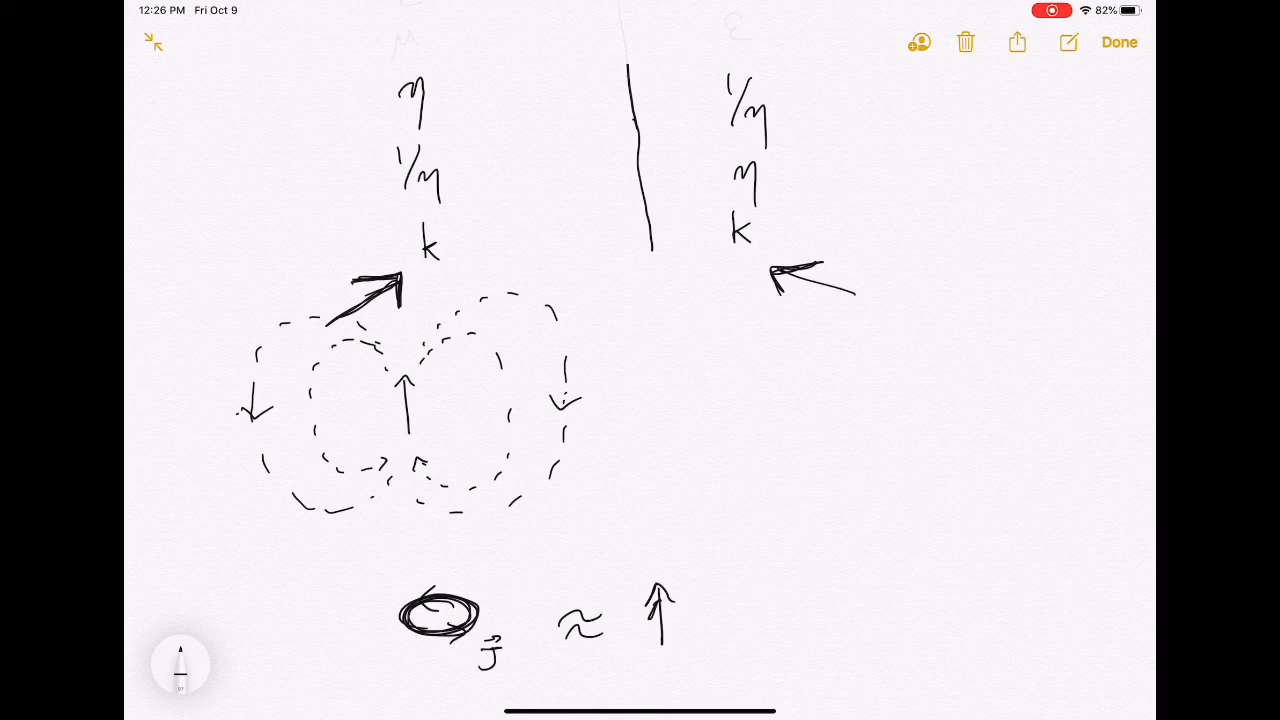 12:26 PM Fri Oct 9
82%
Done
μ ε
η 1/η
1/η η
k k
J⃗ ≈ ↑